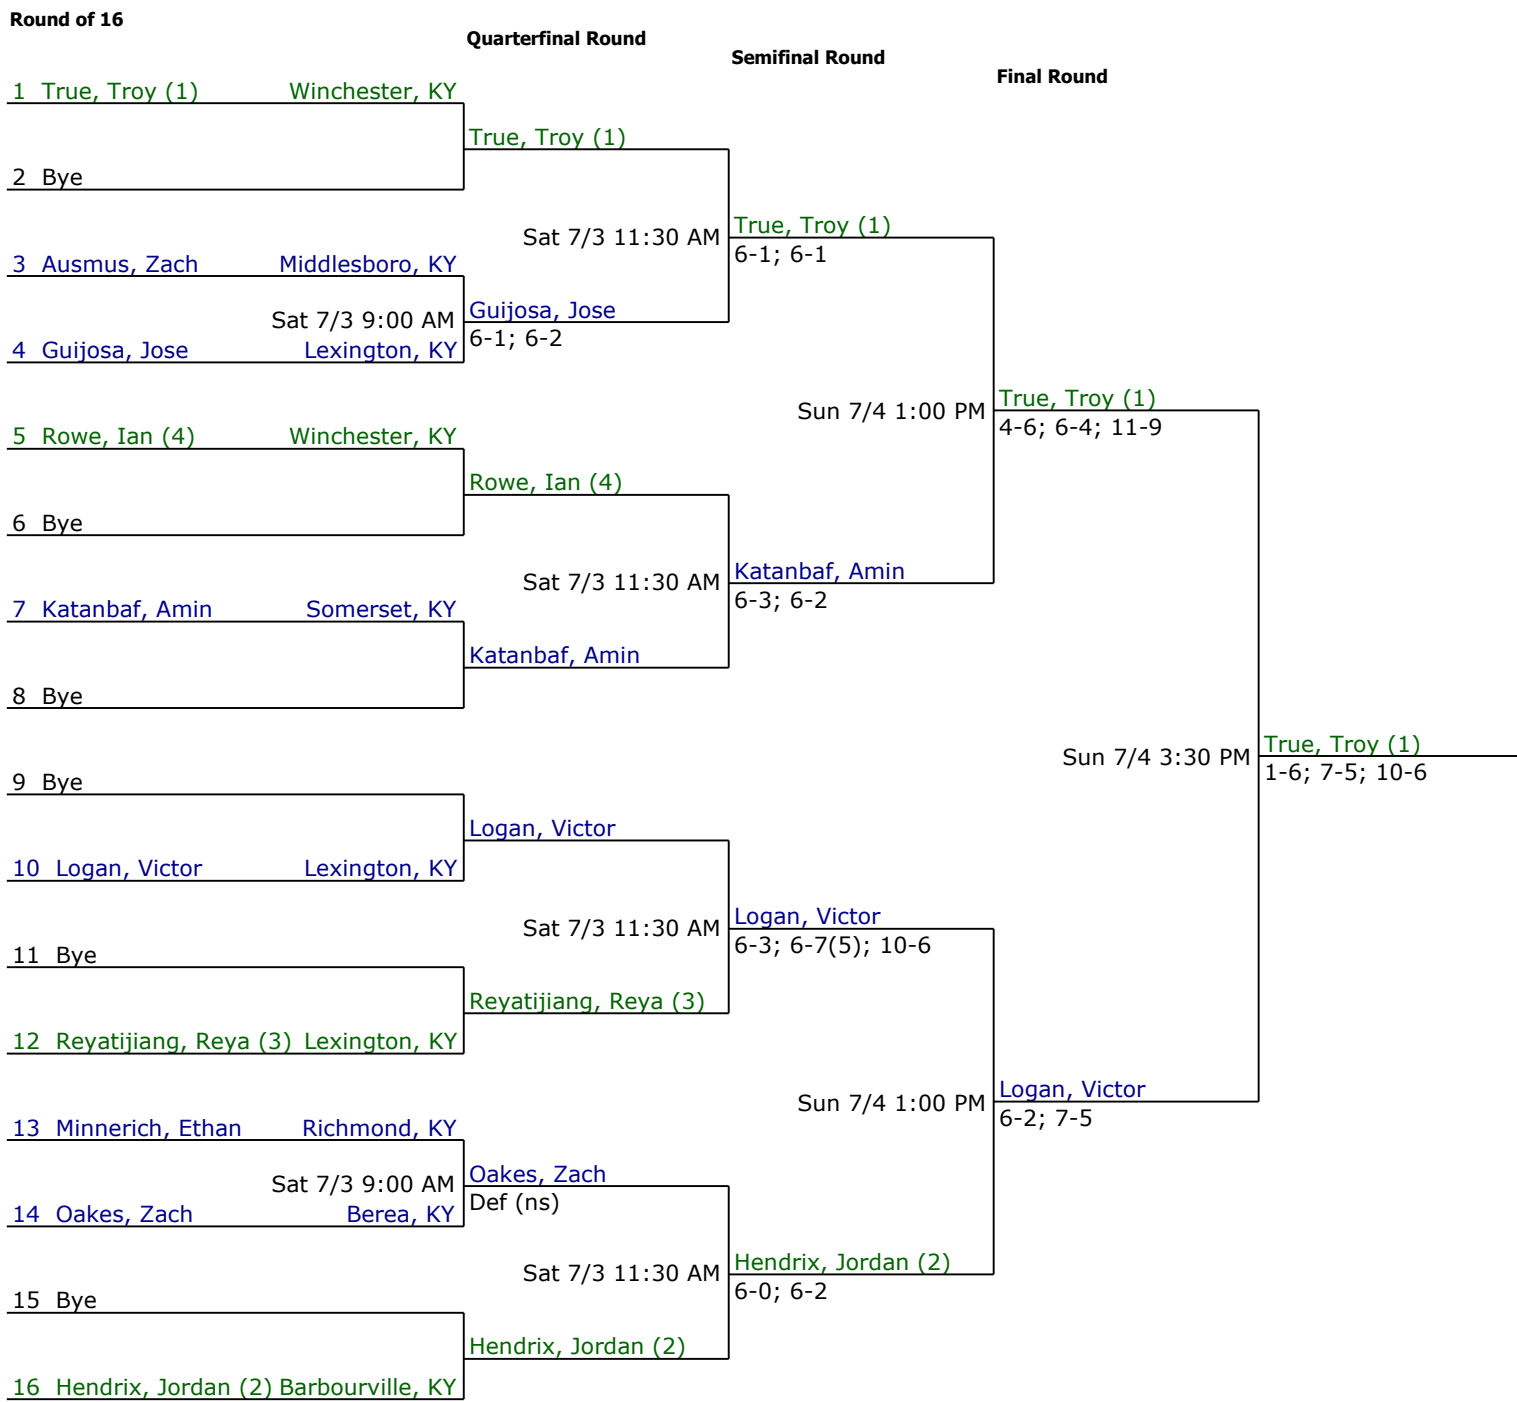 Round of 16
Quarterfinal Round
Semifinal Round
Final Round
1 True, Troy (1) Winchester, KY
True, Troy (1)
2 Bye
Sat 7/3 11:30 AM True, Troy (1)
6-1; 6-1
3 Ausmus, Zach Middlesboro, KY
Sat 7/3 9:00 AM Guijosa, Jose
6-1; 6-2
4 Guijosa, Jose Lexington, KY
Sun 7/4 1:00 PM True, Troy (1)
4-6; 6-4; 11-9
5 Rowe, Ian (4) Winchester, KY
Rowe, Ian (4)
6 Bye
Sat 7/3 11:30 AM Katanbaf, Amin
6-3; 6-2
7 Katanbaf, Amin Somerset, KY
Katanbaf, Amin
8 Bye
Sun 7/4 3:30 PM True, Troy (1)
1-6; 7-5; 10-6
9 Bye
Logan, Victor
10 Logan, Victor Lexington, KY
Sat 7/3 11:30 AM Logan, Victor
6-3; 6-7(5); 10-6
11 Bye
Reyatijiang, Reya (3)
12 Reyatijiang, Reya (3) Lexington, KY
Sun 7/4 1:00 PM Logan, Victor
6-2; 7-5
13 Minnerich, Ethan Richmond, KY
Sat 7/3 9:00 AM Oakes, Zach
Def (ns)
14 Oakes, Zach Berea, KY
Sat 7/3 11:30 AM Hendrix, Jordan (2)
6-0; 6-2
15 Bye
Hendrix, Jordan (2)
16 Hendrix, Jordan (2) Barbourville, KY